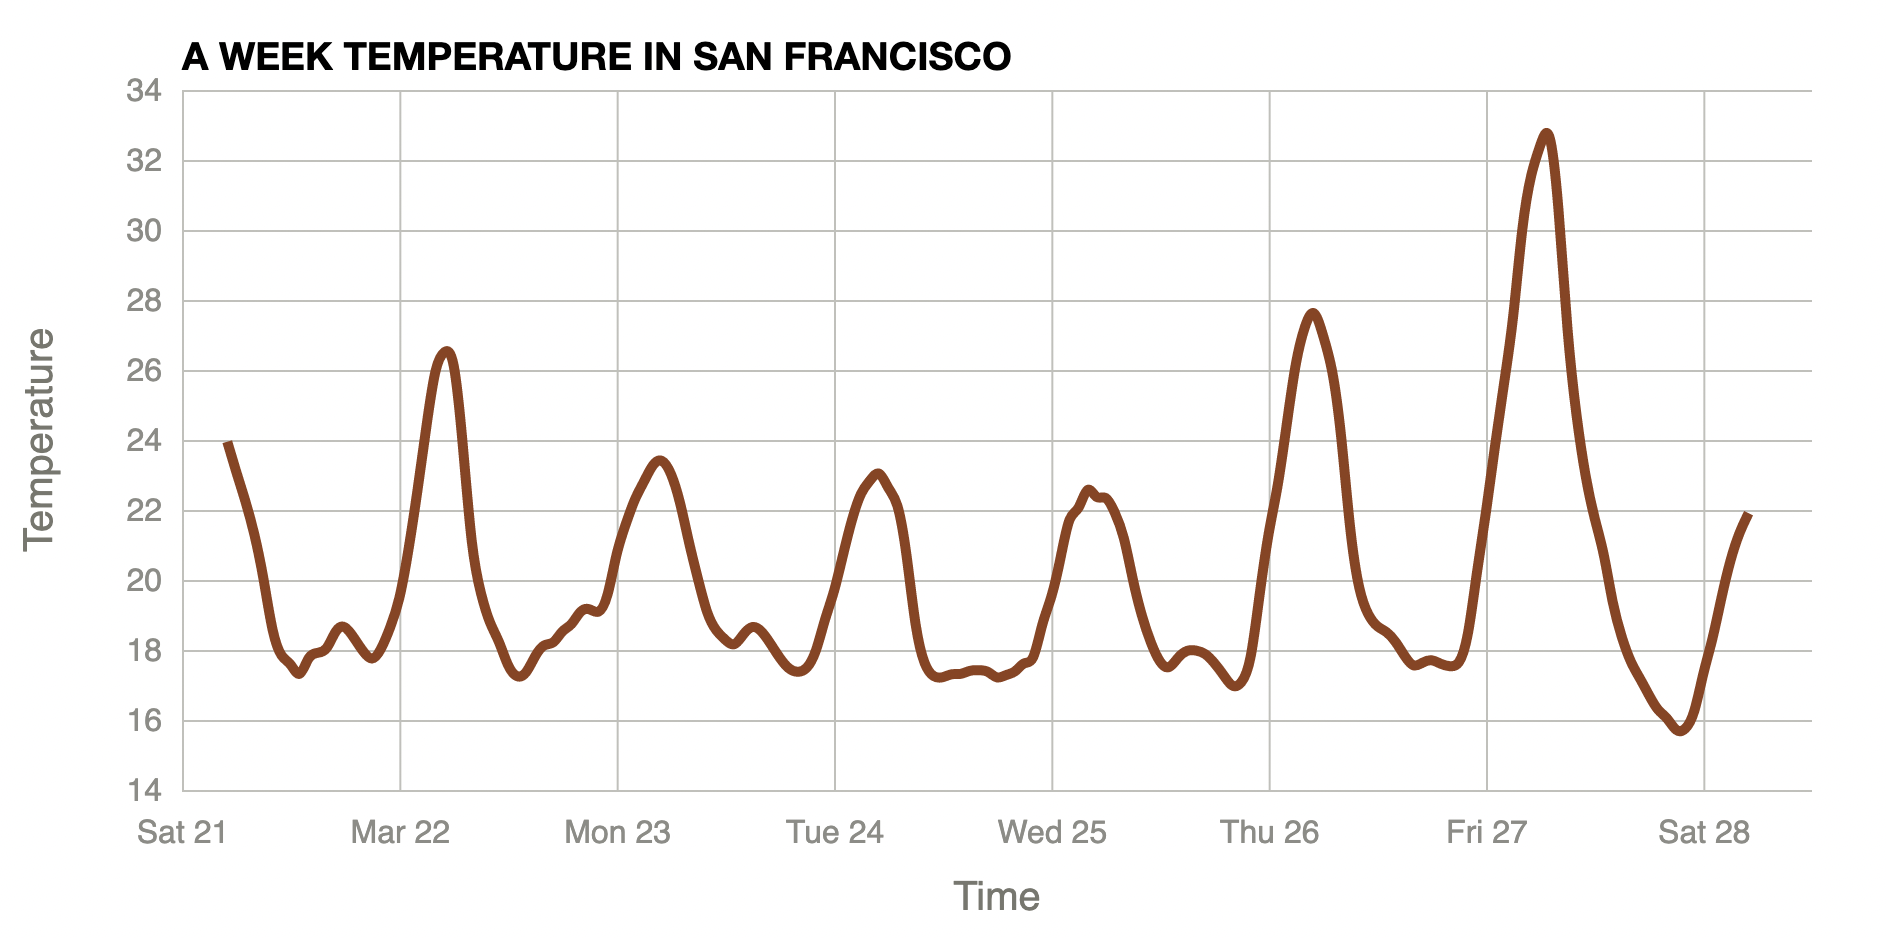 A WEEK TEMPERATURE IN SAN FRANCISCO
34
32
30
28
26
24
22
20
18
16
14
Temperature
Sat 21 Mar 22 Mon 23 Tue 24 Wed 25 Thu 26 Fri 27 Sat 28
Time